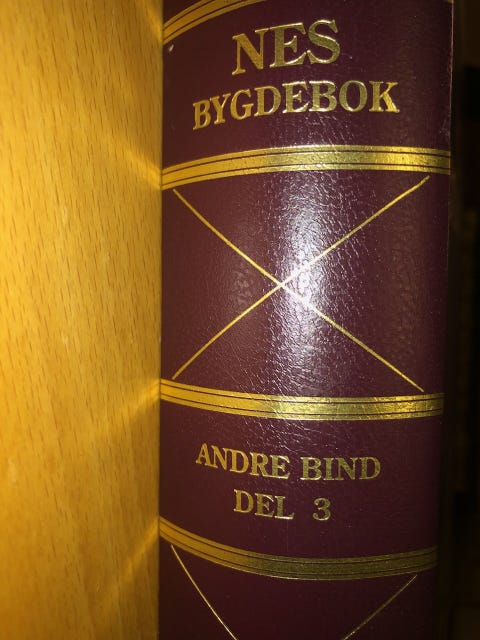 NES
BYGDEBOK
ANDRE BIND
DEL 3